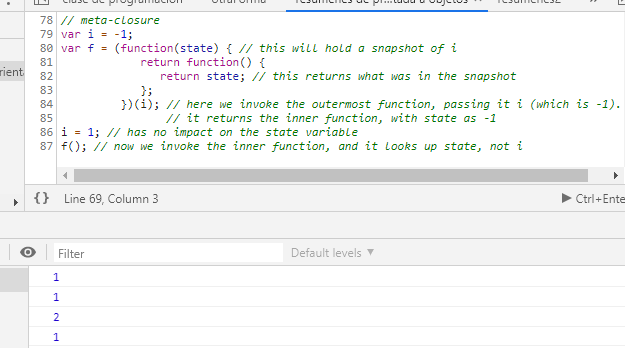 Clase de programación
otraForma
resúmenes de pr...tada a objetos
resumenes2
»
rienta
78 // meta-closure
79 var i = -1;
80 var f = (function(state) { // this will hold a snapshot of i
81 return function() {
82 return state; // this returns what was in the snapshot
83 };
84 })(i); // here we invoke the outermost function, passing it i (which is -1).
85 // it returns the inner function, with state as -1
86 i = 1; // has no impact on the state variable
87 f(); // now we invoke the inner function, and it looks up state, not i
{} Line 69, Column 3
Ctrl+Ente
Filter
Default levels ▼
1
1
2
1